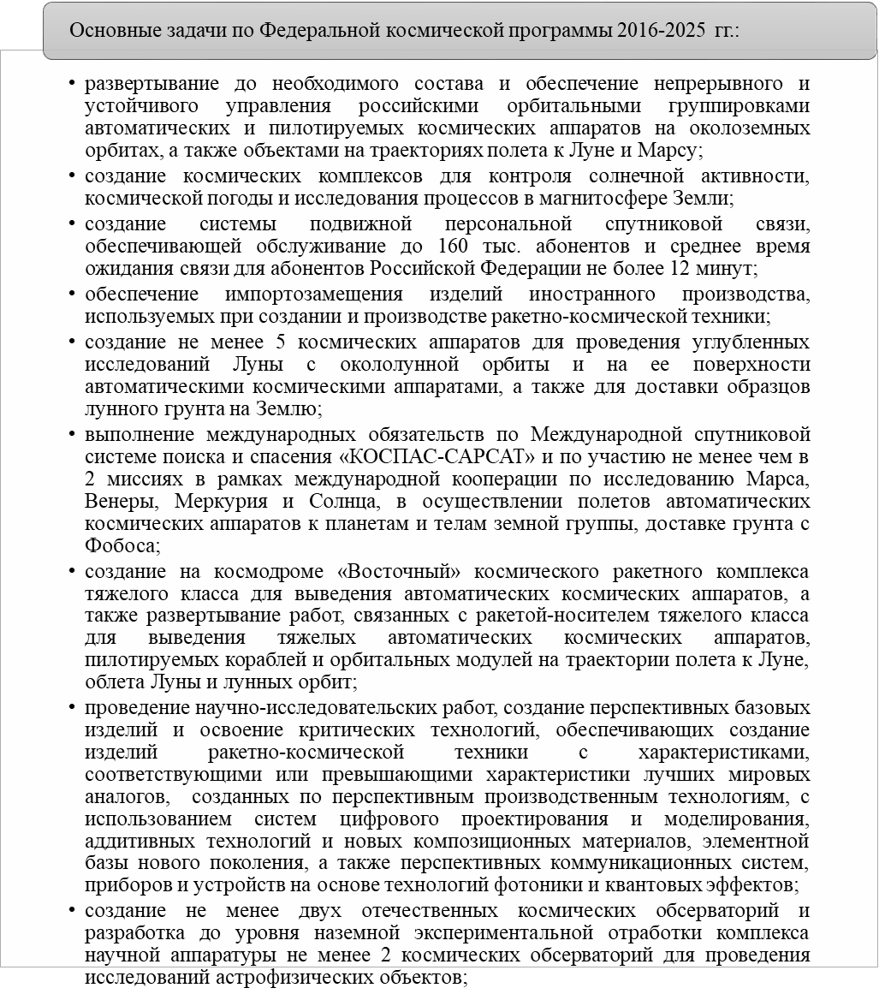 Основные задачи по Федеральной космической программы 2016-2025 гг.:
• развертывание до необходимого состава и обеспечение непрерывного и
устойчивого управления российскими орбитальными группировками
автоматических и пилотируемых космических аппаратов на околоземных
орбитах, а также объектами на траекториях полета к Луне и Марсу;
• создание космических комплексов для контроля солнечной активности,
космической погоды и исследования процессов в магнитосфере Земли;
• создание системы подвижной персональной спутниковой связи,
обеспечивающей обслуживание до 160 тыс. абонентов и среднее время
ожидания связи для абонентов Российской Федерации не более 12 минут;
• обеспечение импортозамещения изделий иностранного производства,
используемых при создании и производстве ракетно-космической техники;
• создание не менее 5 космических аппаратов для проведения углубленных
исследований Луны с окололунной орбиты и на ее поверхности
автоматическими космическими аппаратами, а также для доставки образцов
лунного грунта на Землю;
• выполнение международных обязательств по Международной спутниковой
системе поиска и спасения «КОСПАС-САРСАТ» и по участию не менее чем в
2 миссиях в рамках международной кооперации по исследованию Марса,
Венеры, Меркурия и Солнца, в осуществлении полетов автоматических
космических аппаратов к планетам и телам земной группы, доставке грунта с
Фобоса;
• создание на космодроме «Восточный» космического ракетного комплекса
тяжелого класса для выведения автоматических космических аппаратов, а
также развертывание работ, связанных с ракетой-носителем тяжелого класса
для выведения тяжелых автоматических космических аппаратов,
пилотируемых кораблей и орбитальных модулей на траектории полета к Луне,
облета Луны и лунных орбит;
• проведение научно-исследовательских работ, создание перспективных базовых
изделий и освоение критических технологий, обеспечивающих создание
изделий ракетно-космической техники с характеристиками,
соответствующими или превышающими характеристики лучших мировых
аналогов, созданных по перспективным производственным технологиям, с
использованием систем цифрового проектирования и моделирования,
аддитивных технологий и новых композиционных материалов, элементной
базы нового поколения, а также перспективных коммуникационных систем,
приборов и устройств на основе технологий фотоники и квантовых эффектов;
• создание не менее двух отечественных космических обсерваторий и
разработка до уровня наземной экспериментальной отработки комплекса
научной аппаратуры не менее 2 космических обсерваторий для проведения
исследований астрофизических объектов;